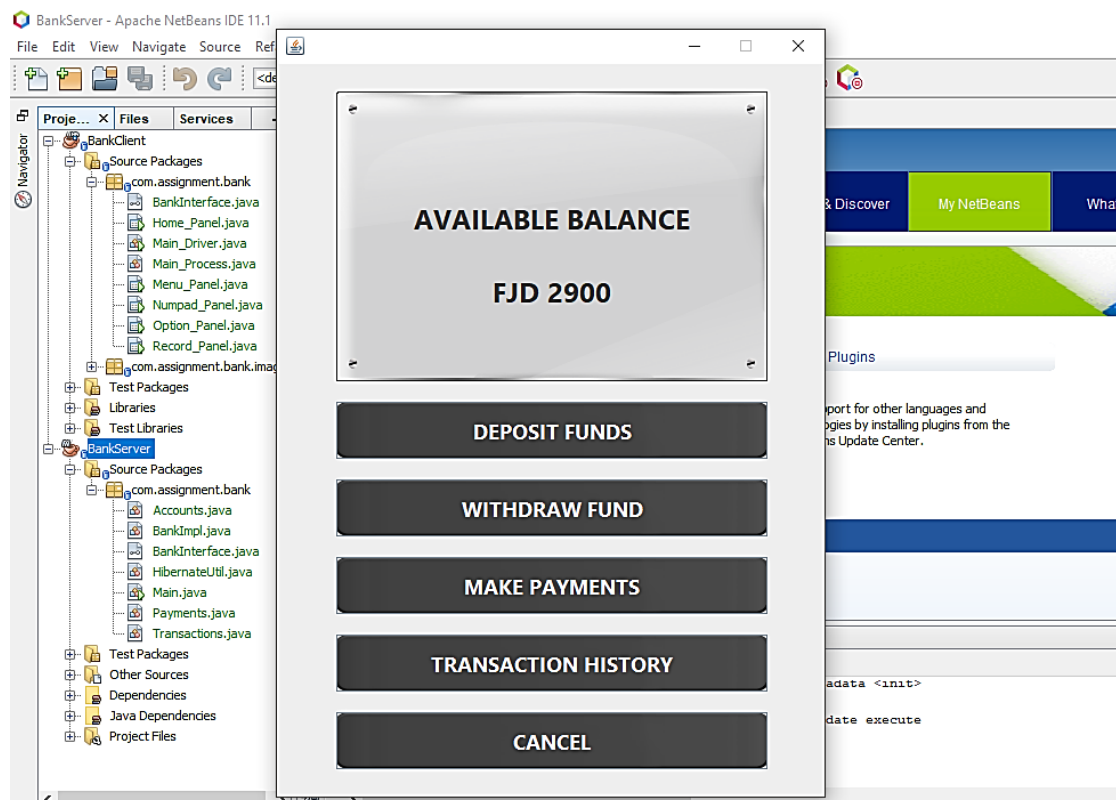 BankServer - Apache NetBeans IDE 11.1
File Edit View Navigate Source
Proje... Files Services
Navigator
BankClient
Source Packages
com.assignment.bank
BankInterface.java
Home_Panel.java
Main_Driver.java
Main_Process.java
Menu_Panel.java
Numpad_Panel.java
Option_Panel.java
Record_Panel.java
com.assignment.bank.imag
Test Packages
Libraries
Test Libraries
BankServer
Source Packages
com.assignment.bank
Accounts.java
BankImpl.java
BankInterface.java
HibernateUtil.java
Main.java
Payments.java
Transactions.java
Test Packages
Other Sources
Dependencies
Java Dependencies
Project Files
AVAILABLE BALANCE
FJD 2900
DEPOSIT FUNDS
WITHDRAW FUND
MAKE PAYMENTS
TRANSACTION HISTORY
CANCEL
& Discover My NetBeans
Plugins
port for other languages and
ogies by installing plugins from the
ns Update Center.
adata <init>
date execute